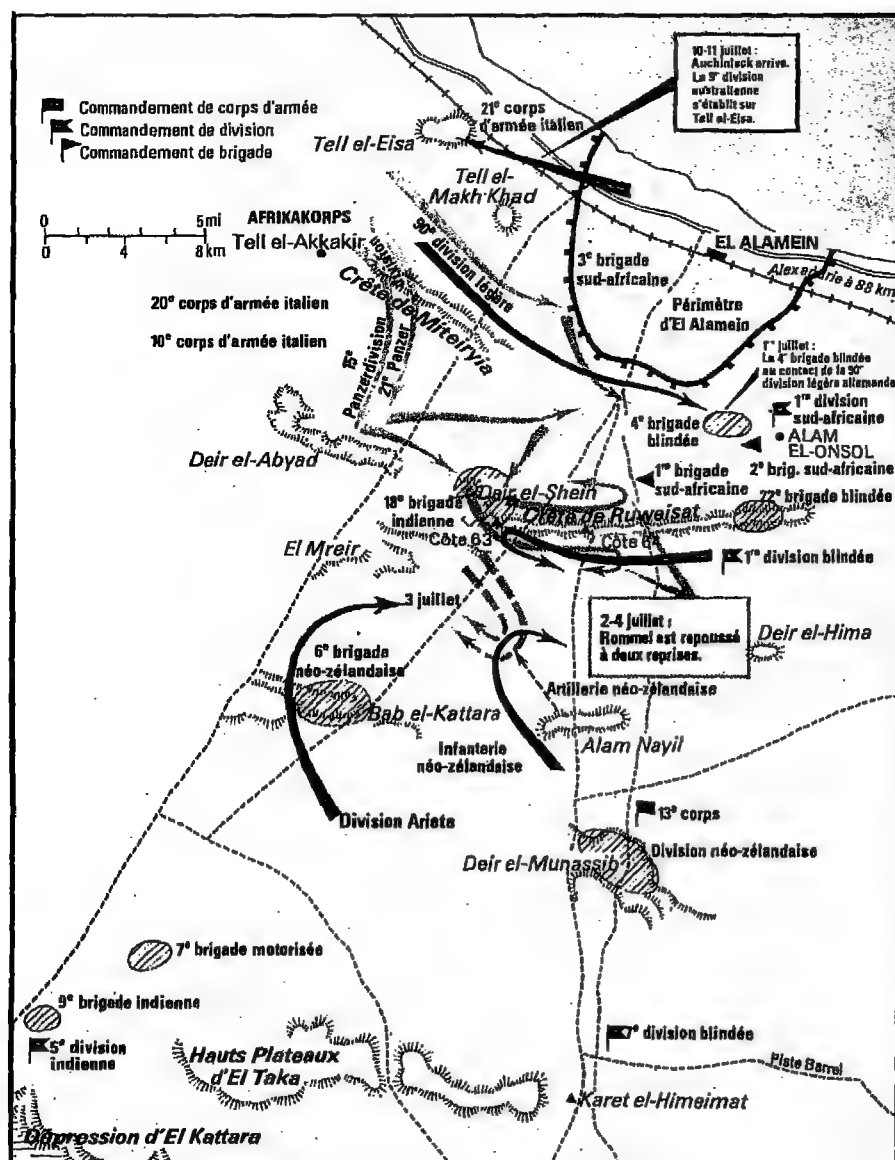 10-11 juillet :
Auchinleck arrive.
La 9e division
australienne
s'établit sur
Tell el-Eisa.
Commandement de corps d'armée
Commandement de division
Commandement de brigade
21e corps
d'armée italien
Tell el-Eisa
Tell el-
Makh Khad
0 5mi
0 4 8 km
AFRIKAKORPS
Tell el-Akkakir
90e division légère
3e brigade
sud-africaine
EL ALAMEIN
Alexandrie à 88 km
Périmètre
d'El Alamein
Crête de Miteiryia
20e corps d'armée italien
10e corps d'armée italien
15e
Panzerdivision
21e Panzer
1er juillet :
La 4e brigade blindée
au contact de la 90e
division légère allemande
4e brigade
blindée
1re division
sud-africaine
ALAM
EL-ONSOL
Deir el-Abyad
1re brigade
sud-africaine
2e brig. sud-africaine
22e brigade blindée
Deir el-Shein
18e brigade
indienne
Crête de Ruweisat
Côte 63
Côte 64
El Mreir
1re division blindée
3 juillet
2-4 juillet :
Rommel est repoussé
à deux reprises.
Deir el-Hima
6e brigade
néo-zélandaise
Artillerie néo-zélandaise
Bab el-Kattara
Infanterie
néo-zélandaise
Alam Nayil
Division Ariete
13e corps
Division néo-zélandaise
Deir el-Munassib
7e brigade motorisée
9e brigade indienne
5e division
indienne
7e division blindée
Hauts Plateaux
d'El Taka
Piste Barrel
Karet el-Himeimat
Dépression d'El Kattara